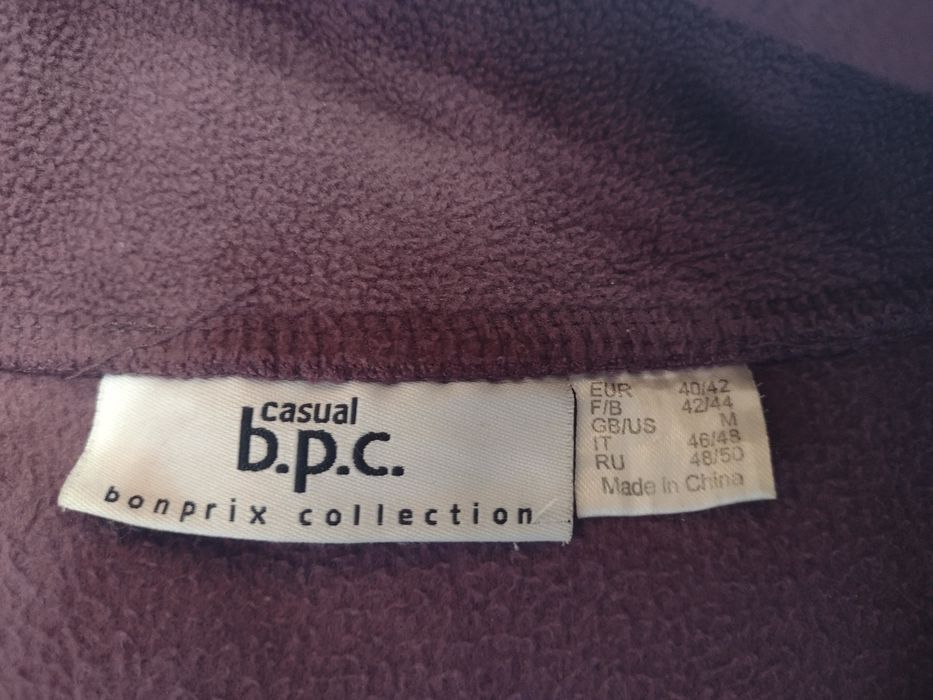 casual
b.p.c.
bonprix collection
EUR 40/42
F/B 42/44
GB/US M
IT 46/48
RU 48/50
Made in China